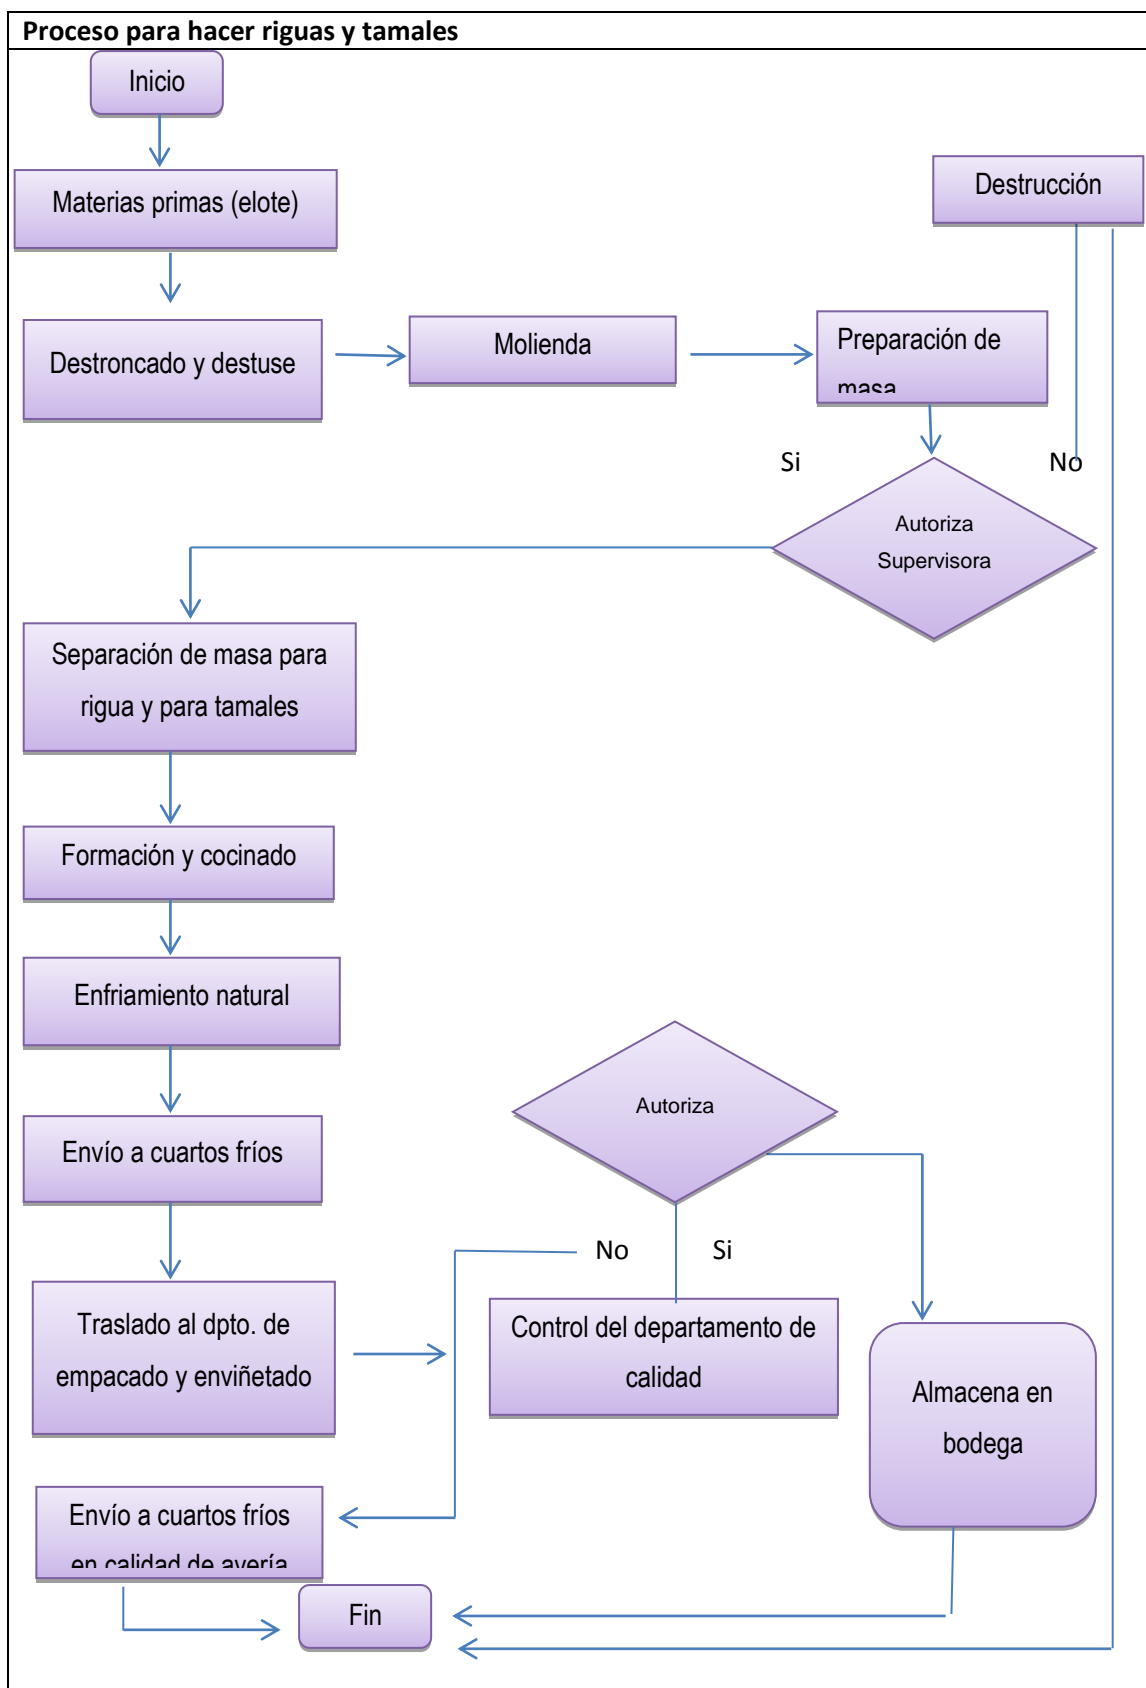 Proceso para hacer riguas y tamales
Inicio
Materias primas (elote)
Destrucción
Destroncado y destuse
Molienda
Preparación de
masa
Si
No
Autoriza
Supervisora
Separación de masa para
rigua y para tamales
Formación y cocinado
Enfriamiento natural
Autoriza
Envío a cuartos fríos
No
Si
Traslado al dpto. de
empacado y enviñetado
Control del departamento de
calidad
Almacena en
bodega
Envío a cuartos fríos
en calidad de avería
Fin